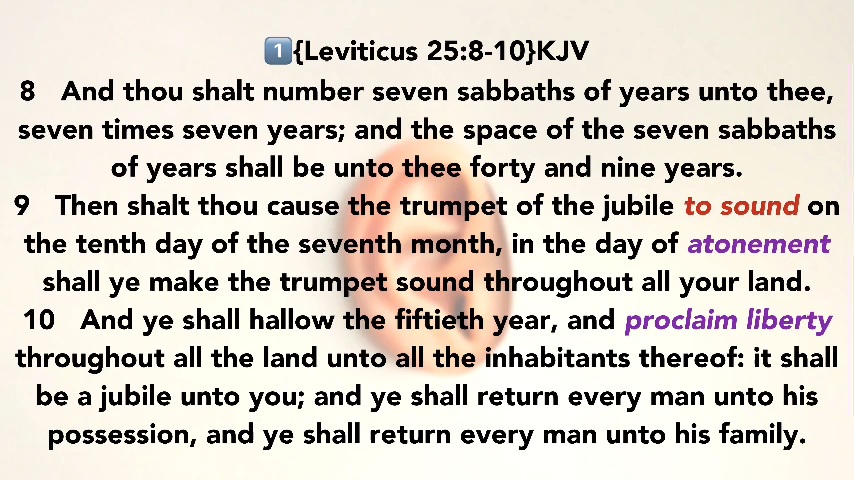 1️⃣{Leviticus 25:8-10}KJV
8 And thou shalt number seven sabbaths of years unto thee,
seven times seven years; and the space of the seven sabbaths
of years shall be unto thee forty and nine years.
9 Then shalt thou cause the trumpet of the jubile to sound on
the tenth day of the seventh month, in the day of atonement
shall ye make the trumpet sound throughout all your land.
10 And ye shall hallow the fiftieth year, and proclaim liberty
throughout all the land unto all the inhabitants thereof: it shall
be a jubile unto you; and ye shall return every man unto his
possession, and ye shall return every man unto his family.